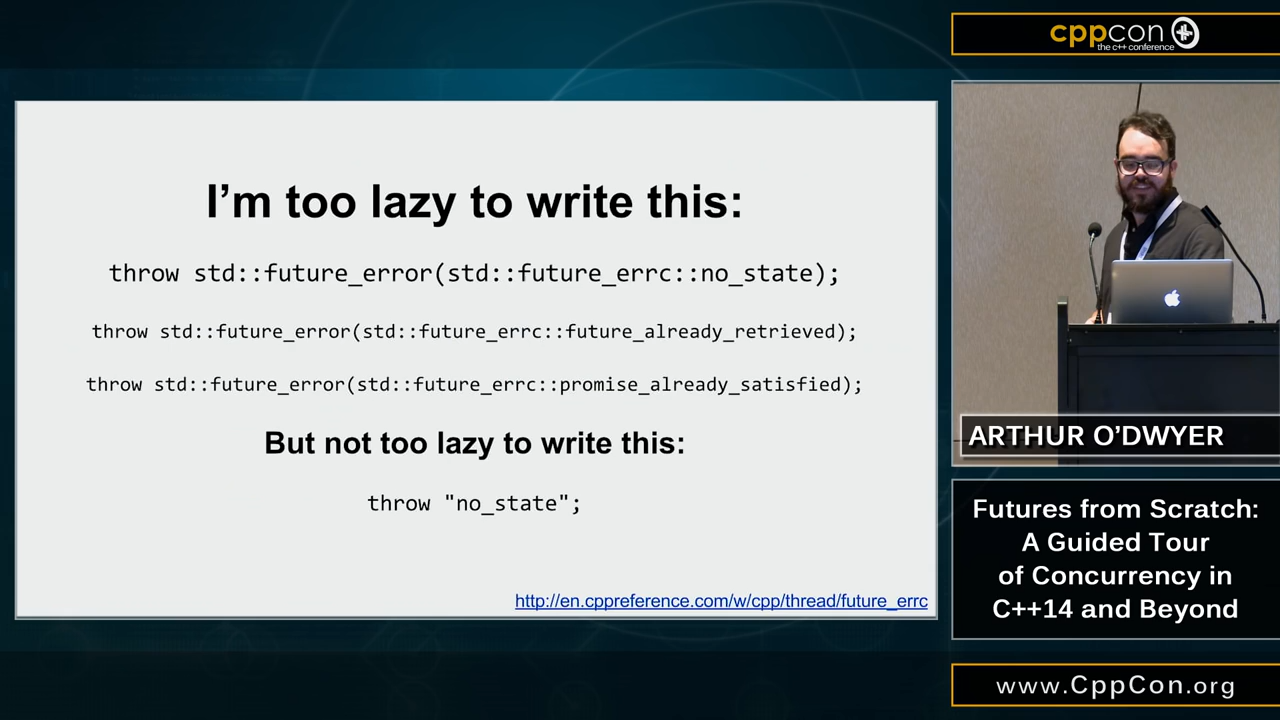 cppcon
the c++ conference
I'm too lazy to write this:
throw std::future_error(std::future_errc::no_state);
throw std::future_error(std::future_errc::future_already_retrieved);
throw std::future_error(std::future_errc::promise_already_satisfied);
But not too lazy to write this:
throw "no_state";
http://en.cppreference.com/w/cpp/thread/future_errc
ARTHUR O'DWYER
Futures from Scratch:
A Guided Tour
of Concurrency in
C++14 and Beyond
www.CppCon.org